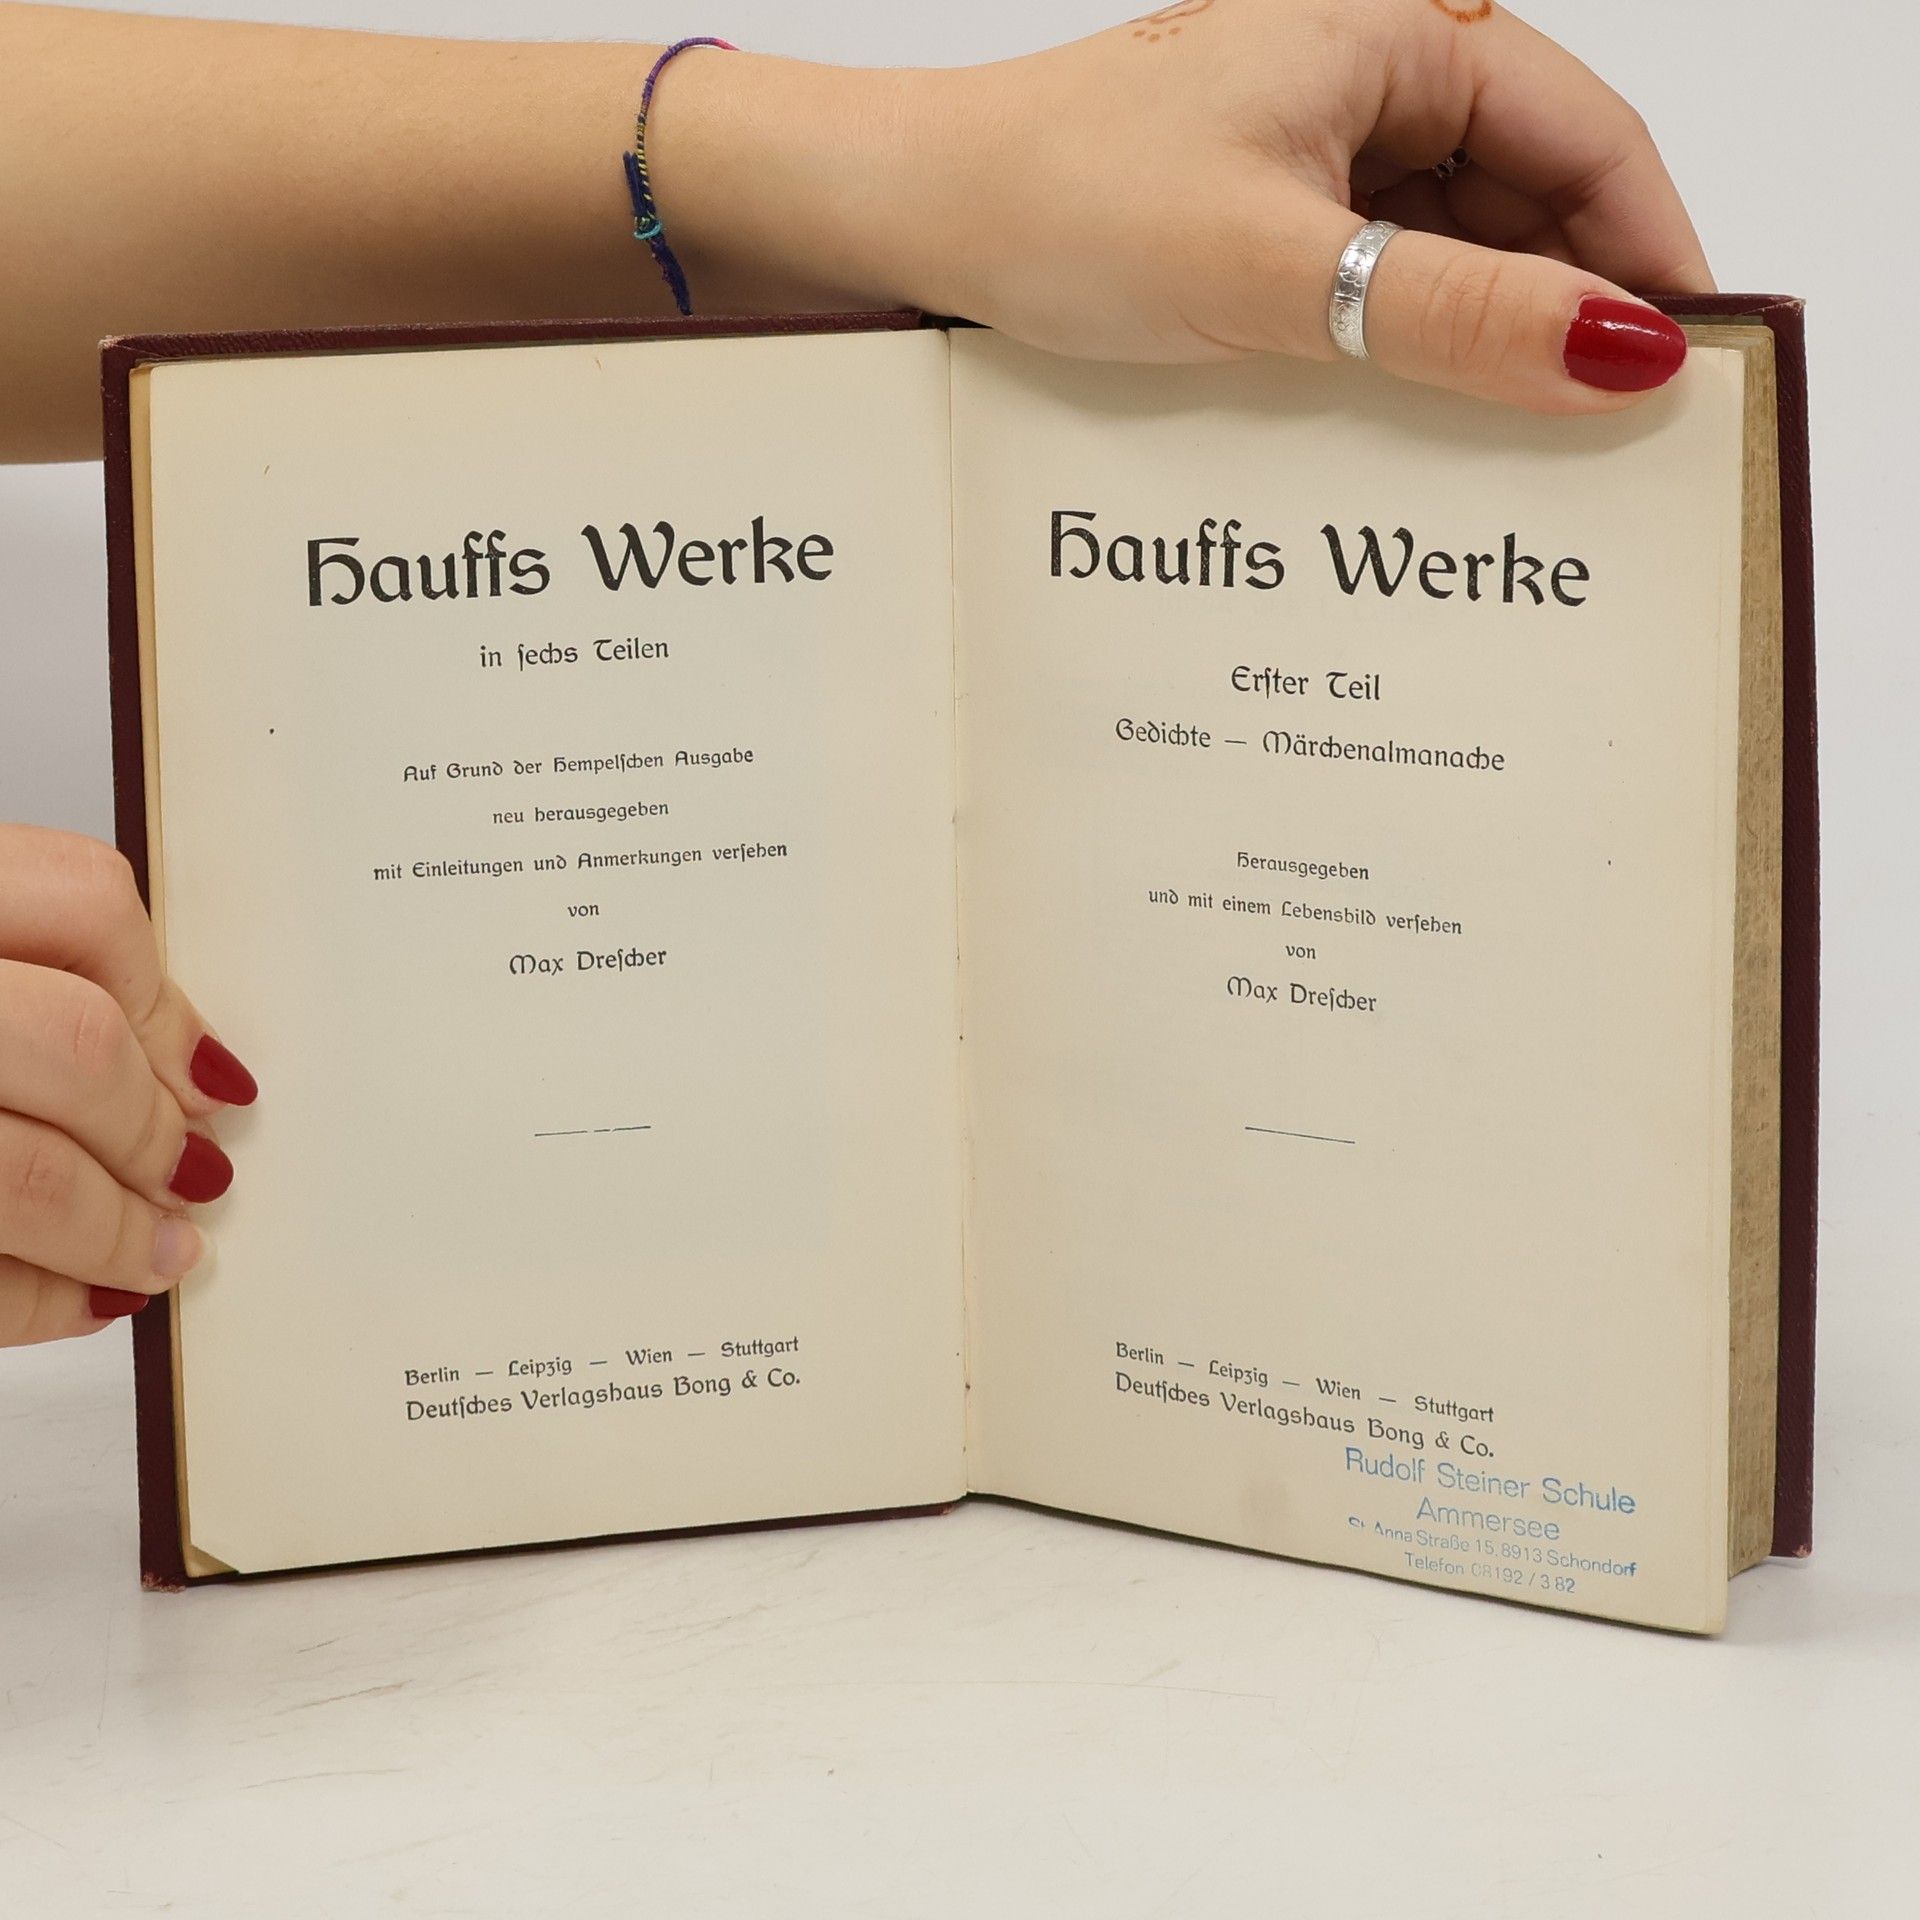 Hauffs Werke
in ſechs Teilen
Auf Grund der Hempelſchen Ausgabe
neu herausgegeben
mit Einleitungen und Anmerkungen verſehen
von
Max Dreſcher
Berlin — Leipzig — Wien — Stuttgart
Deutſches Verlagshaus Bong & Co.
Hauffs Werke
Erſter Teil
Gedichte — Märchenalmanache
Herausgegeben
und mit einem Lebensbild verſehen
von
Max Dreſcher
Berlin — Leipzig — Wien — Stuttgart
Deutſches Verlagshaus Bong & Co.
Rudolf Steiner Schule
Ammersee
St. Anna Straße 15, 8913 Schondorf
Telefon 08192 / 3 82